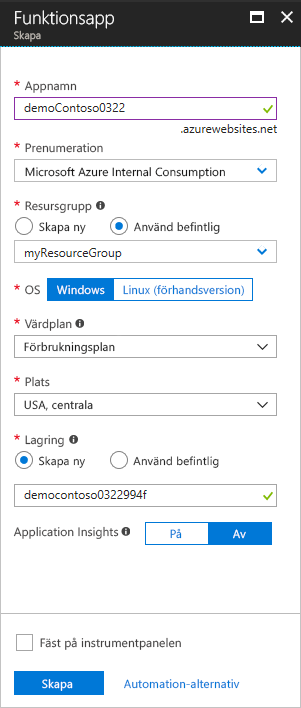 Funktionsapp
Skapa
* Appnamn
demoContoso0322
.azurewebsites.net
* Prenumeration
Microsoft Azure Internal Consumption
* Resursgrupp
Skapa ny Använd befintlig
myResourceGroup
* OS Windows Linux (förhandsversion)
* Värdplan
Förbrukningsplan
* Plats
USA, centrala
* Lagring
Skapa ny Använd befintlig
democontoso0322994f
Application Insights På Av
Fäst på instrumentpanelen
Skapa Automation-alternativ